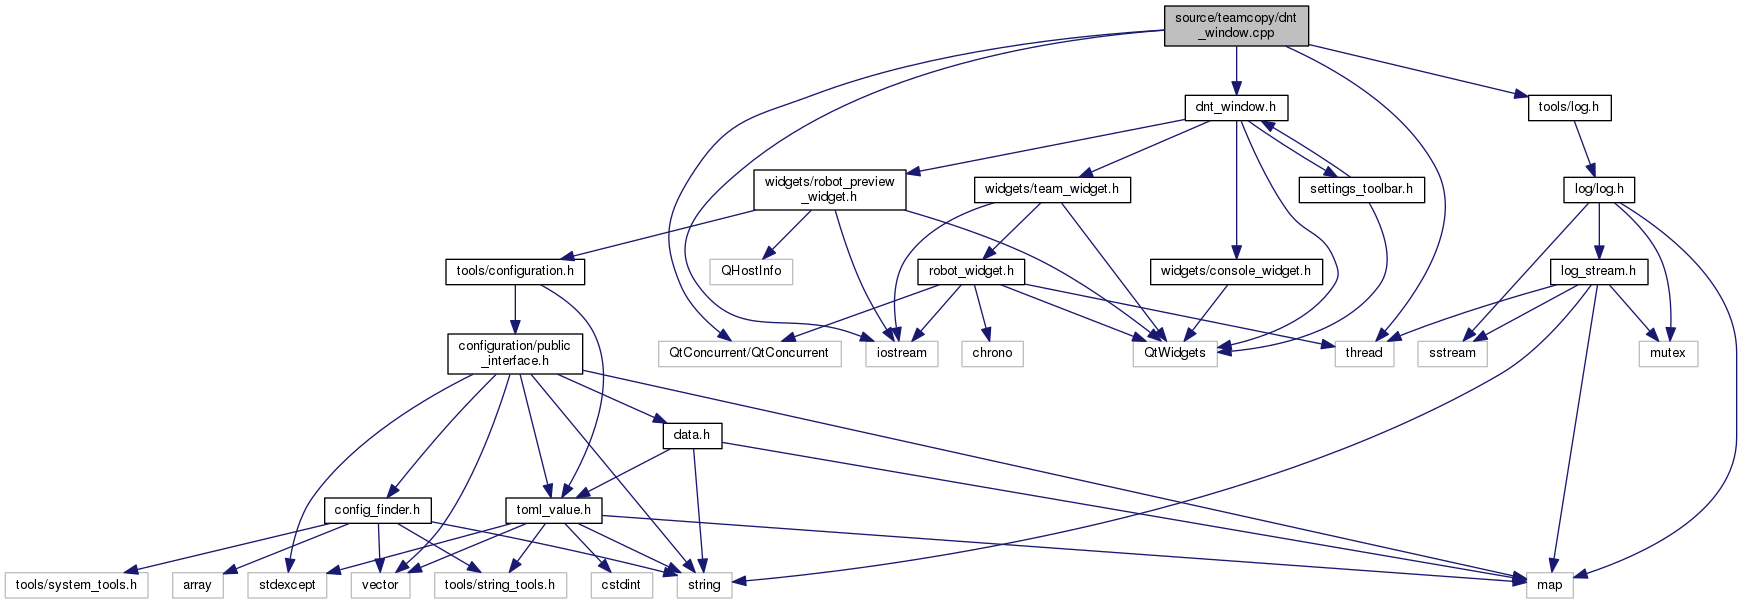 source/teamcopy/dnt
_window.cpp
dnt_window.h
tools/log.h
widgets/robot_preview
_widget.h
widgets/team_widget.h
settings_toolbar.h
log/log.h
tools/configuration.h
QHostInfo
robot_widget.h
widgets/console_widget.h
log_stream.h
configuration/public
_interface.h
QtConcurrent/QtConcurrent
iostream
chrono
QtWidgets
thread
sstream
mutex
data.h
config_finder.h
toml_value.h
tools/system_tools.h
array
stdexcept
vector
tools/string_tools.h
cstdint
string
map